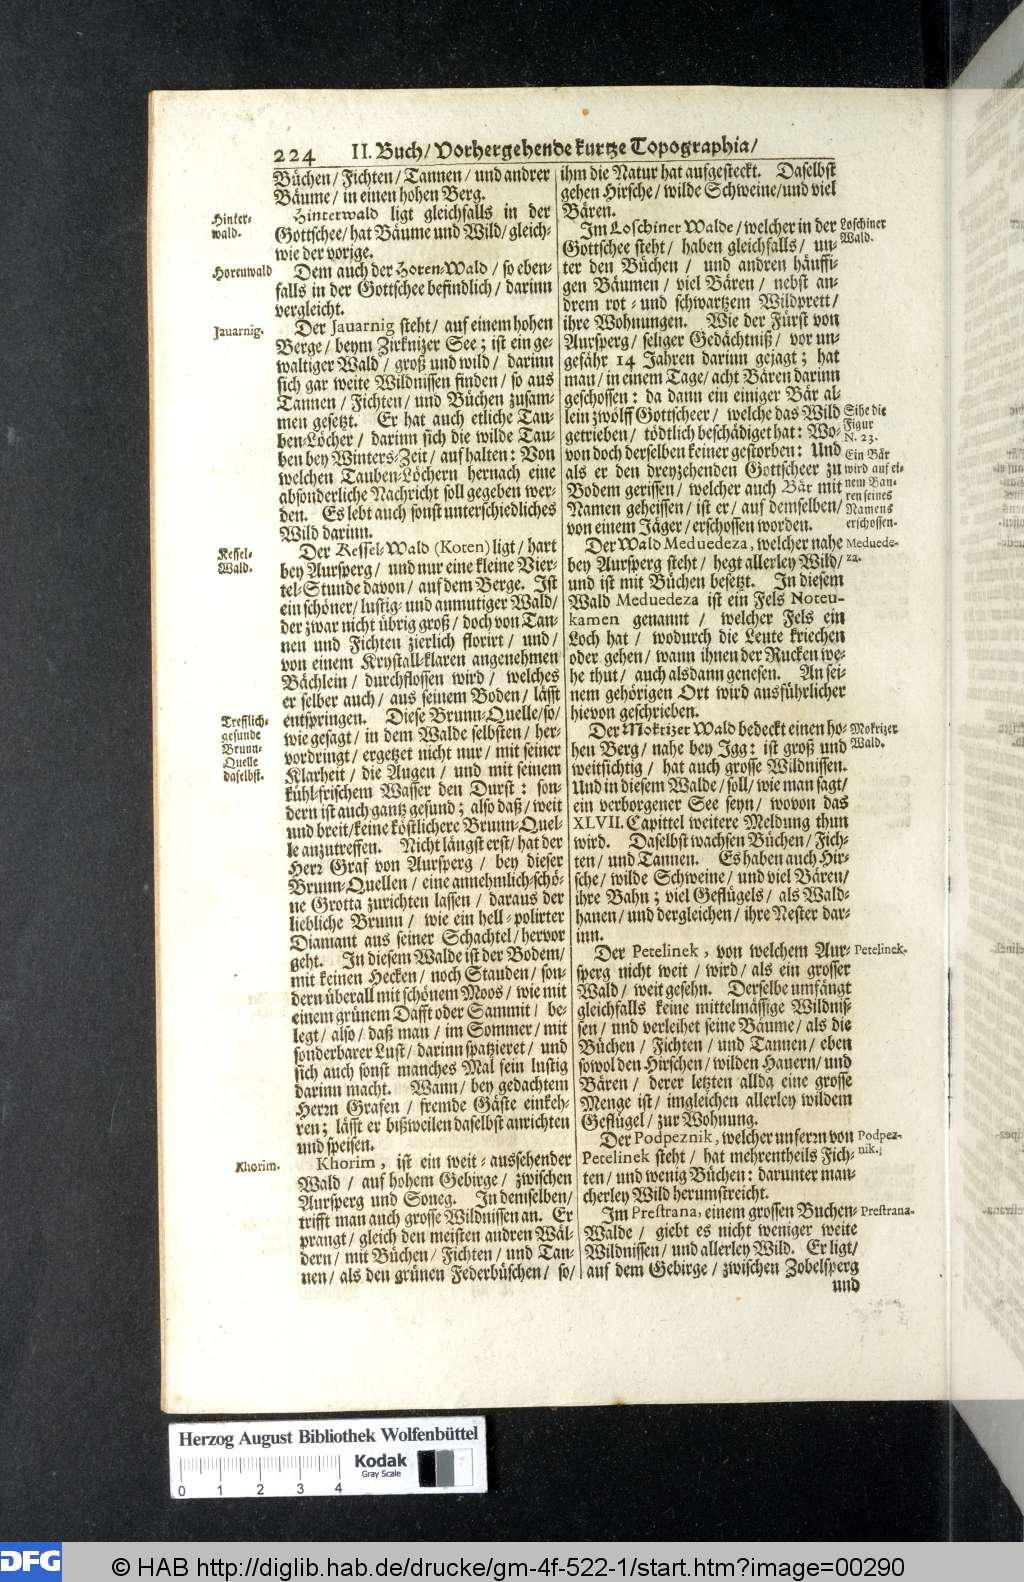 224 II. Buch/ Vorhergehende kurtze Topographia/
Büchen/ Fichten/ Tannen/ und andrer
Bäume/ in einen hohen Berg.
Hinter-
wald.
Hinterwald ligt gleichfalls in der
Gottschee/ hat Bäume und Wild/ gleich-
wie der vorige.
Horenwald
Dem auch der Horen-Wald/ so eben-
falls in der Gottschee befindlich/ darinn
vergleicht.
Jauarnig.
Der Jauarnig steht/ auf einem hohen
Berge/ beym Zirknizer See; ist ein ge-
waltiger Wald/ groß und wild/ darinn
sich gar weite Wildnissen finden/ so aus
Tannen/ Fichten/ und Büchen zusam-
men gesetzt. Er hat auch etliche Tau-
ben-Löcher/ darinn sich die wilde Tau-
ben bey Winters-Zeit/ auf halten: Von
welchen Tauben-Löchern hernach eine
absonderliche Nachricht soll gegeben wer-
den. Es lebt auch sonst unterschiedliches
Wild darinn.
Kessel-
Wald.
Der Kessel-Wald (Koten) ligt/ hart
bey Aursperg/ und nur eine kleine Vier-
tel-Stunde davon/ auf dem Berge. Ist
ein schöner/ lustig- und anmutiger Wald/
der zwar nicht übrig groß/ doch von Tan-
nen und Fichten zierlich florirt/ und/
von einem Krystall-klaren angenehmen
Bächlein/ durchflossen wird/ welches
er selber auch/ aus seinem Boden/ lässt
entspringen. Diese Brunn-Quelle/ so/
Trefflich-
gesunde
Brunn-
Quelle
daselbst.
wie gesagt/ in dem Walde selbsten/ her-
vordringt/ ergetzet nicht nur/ mit seiner
Klarheit/ die Augen/ und mit seinem
kühl-frischem Wasser den Durst: son-
dern ist auch gantz gesund; also daß/ weit
und breit/ keine köstlichere Brunn-Quel-
le anzutreffen. Nicht längst erst/ hat der
Herr Graf von Aursperg/ bey dieser
Brunn-Quellen/ eine annehmlich-schö-
ne Grotta zurichten lassen/ daraus der
liebliche Brunn/ wie ein hell-polirter
Diamant aus seiner Schachtel/ hervor
geht. In diesem Walde ist der Bodem/
mit keinen Hecken/ noch Stauden/ son-
dern überall mit schönem Moos/ wie mit
einem grünem Dafft oder Sammit/ be-
legt/ also/ daß man/ im Sommer/ mit
sonderbarer Lust/ darinn spatzieret/ und
sich auch sonst manches Mal fein lustig
darinn macht. Wann/ bey gedachtem
Herrn Grafen/ fremde Gäste einkeh-
ren; lässt er bißweilen daselbst anrichten
und speisen.
Khorim.
Khorim, ist ein weit-aussehender
Wald/ auf hohem Gebirge/ zwischen
Aursperg und Soneg. In demselben/
trifft man auch grosse Wildnissen an. Er
prangt/ gleich den meisten andren Wäl-
dern/ mit Büchen/ Fichten/ und Tan-
nen/ als den grünen Federbüschen/ so/
ihm die Natur hat aufgesteckt. Daselbst
gehen Hirsche/ wilde Schweine/ und viel
Bären.
Im Loschiner Walde/ welcher in der
Loschiner
Wald.
Gottschee steht/ haben gleichfalls/ un-
ter den Büchen/ und andren häuffi-
gen Bäumen/ viel Bären/ nebst an-
drem rot- und schwartzem Wildprett/
ihre Wohnungen. Wie der Fürst von
Aursperg/ seliger Gedächtniß/ vor un-
gefähr 14 Jahren darinn gejagt; hat
man/ in einem Tage/ acht Bären darinn
geschossen: da dann ein einiger Bär al-
lein zwölff Gottscheer/ welche das Wild
Sihe die
Figur
N. 23.
getrieben/ tödtlich beschädiget hat: Wo-
von doch derselben keiner gestorben: Und
als er den dreyzehenden Gottscheer zu
Ein Bär
wird auf ei-
nem Bau-
ren seines
Namens
erschossen.
Bodem gerissen/ welcher auch Bär mit
Namen geheissen/ ist er/ auf demselben/
von einem Jäger/ erschossen worden.
Der Wald Meduedeza, welcher nahe
Meduede-
za.
bey Aursperg steht/ hegt allerley Wild/
und ist mit Büchen besetzt. In diesem
Wald Meduedeza ist ein Fels Noteu-
kamen genannt/ welcher Fels ein
Loch hat/ wodurch die Leute kriechen
oder gehen/ wann ihnen der Rucken we-
he thut/ auch alsdann genesen. An sei-
nem gehörigen Ort wird ausführlicher
hievon geschrieben.
Der Mokrizer Wald bedeckt einen ho-
Mokrizer
Wald.
hen Berg/ nahe bey Jgg: ist groß und
weitsichtig/ hat auch grosse Wildnissen.
Und in diesem Walde/ soll/ wie man sagt/
ein verborgener See seyn/ wovon das
XLVII. Capittel weitere Meldung thun
wird. Daselbst wachsen Büchen/ Fich-
ten/ und Tannen. Es haben auch Hir-
sche/ wilde Schweine/ und viel Bären/
ihre Bahn; viel Geflügels/ als Wald-
hanen/ und dergleichen/ ihre Nester dar-
inn.
Der Petelinek, von welchem Aur-
Petelinek.
sperg nicht weit/ wird/ als ein grosser
Wald/ weit gesehn. Derselbe umfängt
gleichfalls keine mittelmässige Wildniß-
sen/ und verleihet seine Bäume/ als die
Büchen/ Fichten/ und Tannen/ eben
sowol den Hirschen/ wilden Hauern/ und
Bären/ derer letzten allda eine grosse
Menge ist/ imgleichen allerley wildem
Geflügel/ zur Wohnung.
Der Podpeznik, welcher unferrn von
Podpez-
nik.
Petelinek steht/ hat mehrentheils Fich-
ten/ und wenig Büchen: darunter man-
cherley Wild herumstreicht.
Im Prestrana, einem grossen Buchen-
Prestrana.
Walde/ giebt es nicht weniger weite
Wildnissen/ und allerley Wild. Er ligt/
auf dem Gebirge/ zwischen Zobelsperg
und
Herzog August Bibliothek Wolfenbüttel
Kodak
Gray Scale
0 1 2 3 4
DFG © HAB http://diglib.hab.de/drucke/gm-4f-522-1/start.htm?image=00290